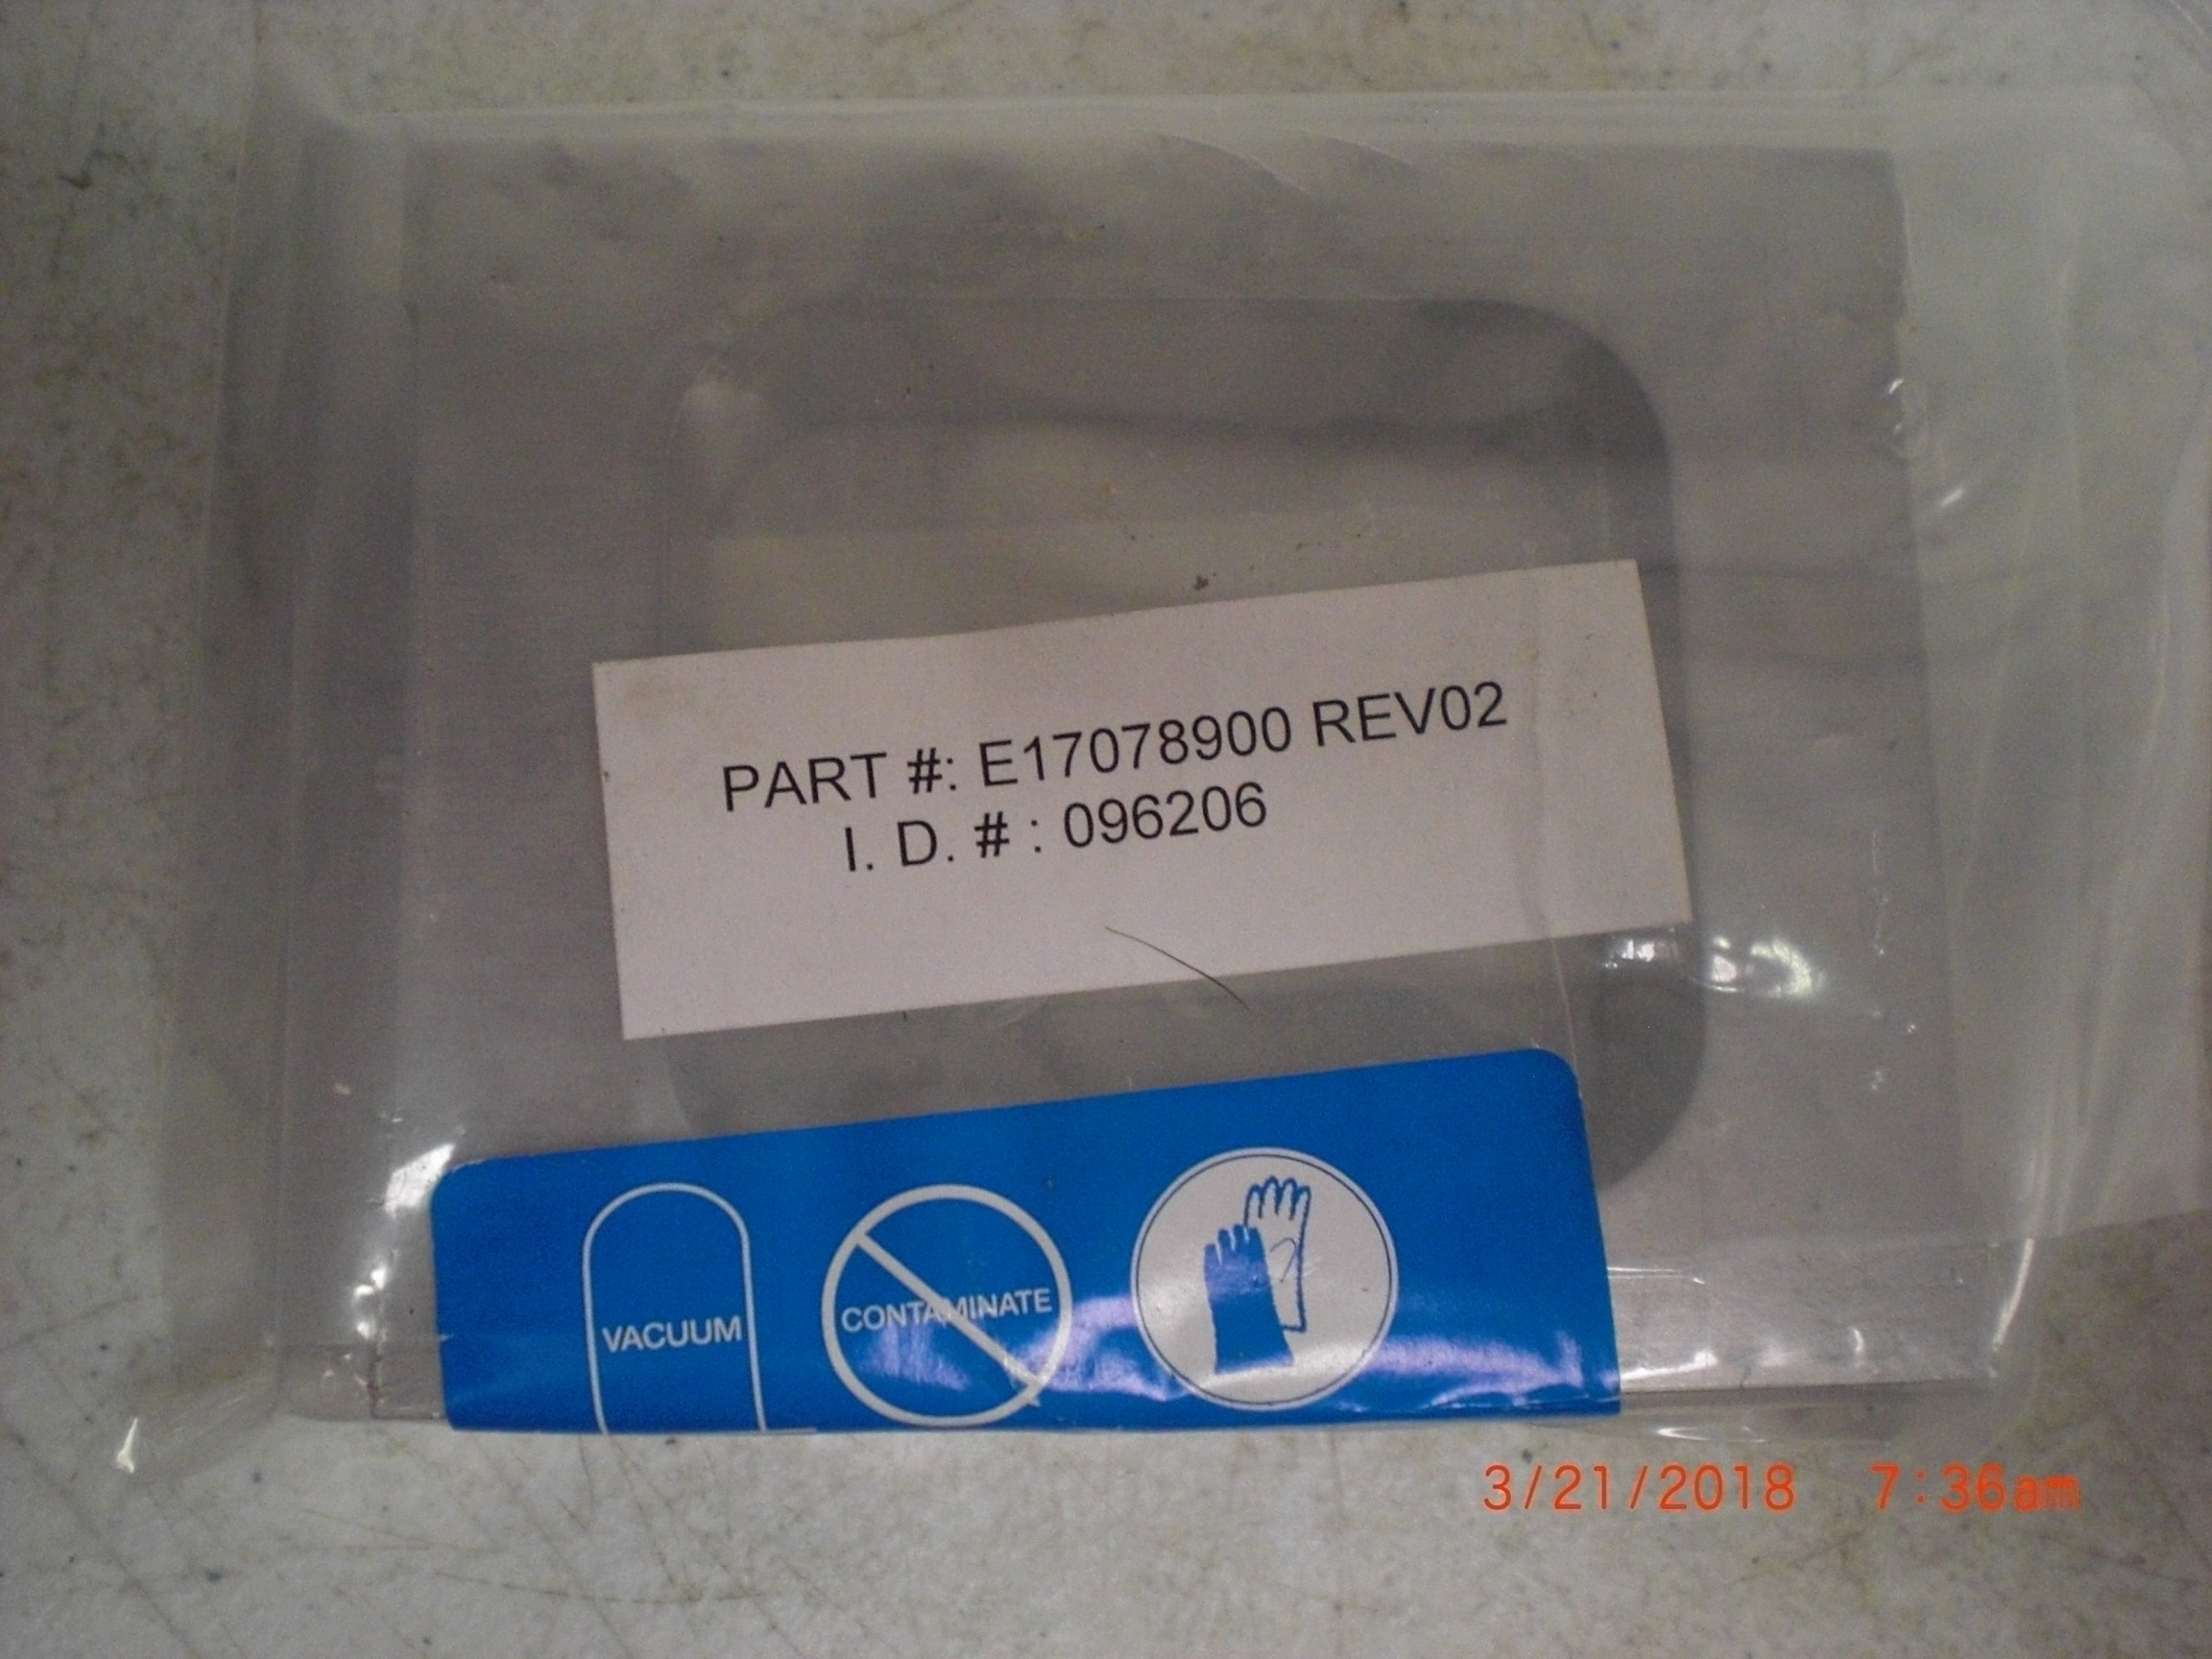 PART #: E17078900 REV02
I. D. # : 096206
VACUUM
CONTAMINATE
3/21/2018 7:36am